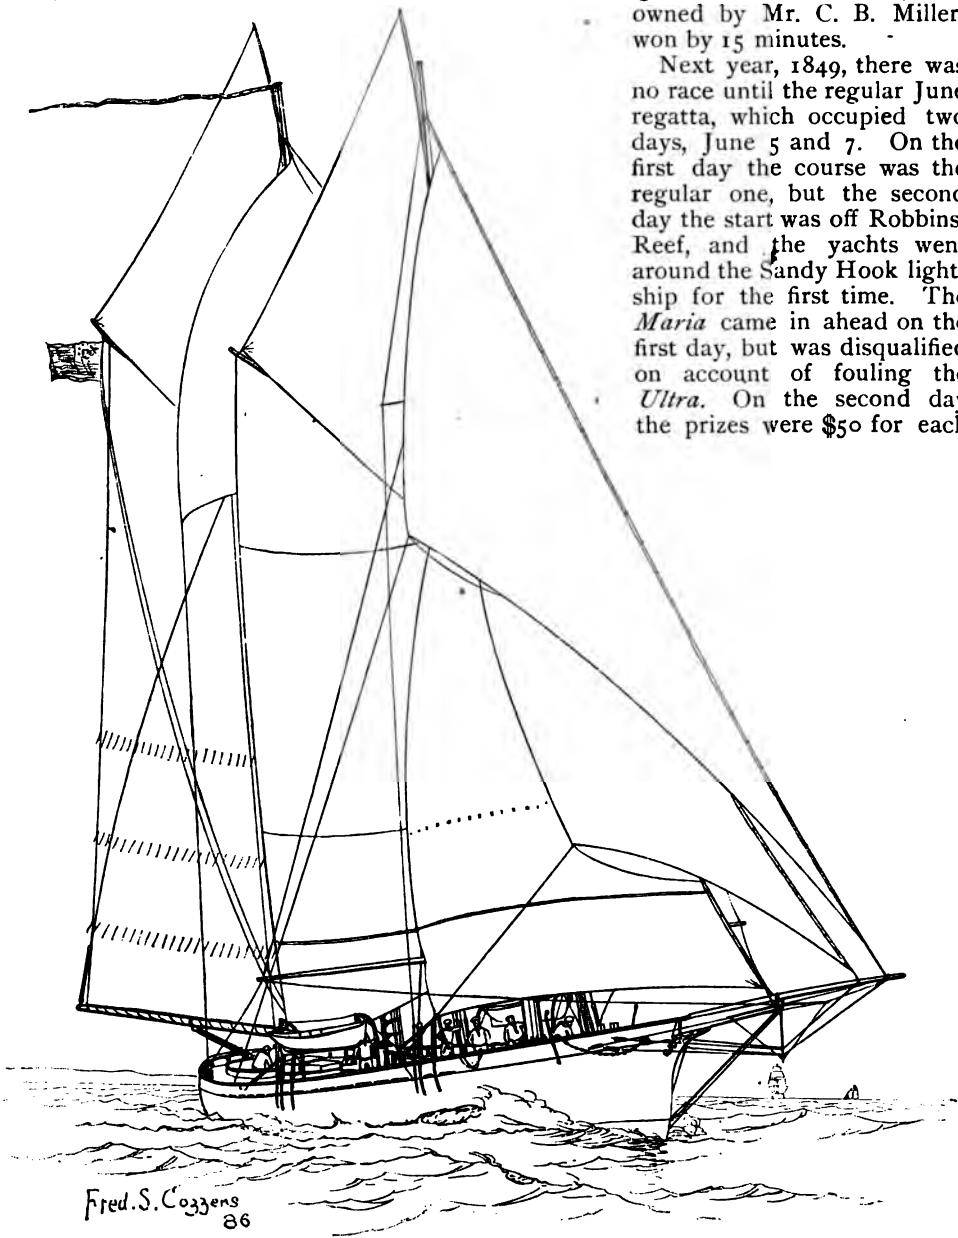 owned by Mr. C. B. Miller
won by 15 minutes.
Next year, 1849, there was
no race until the regular June
regatta, which occupied two
days, June 5 and 7. On the
first day the course was the
regular one, but the second
day the start was off Robbins
Reef, and the yachts wen
around the Sandy Hook light
ship for the first time. The
Maria came in ahead on the
first day, but was disqualified
on account of fouling the
Ultra. On the second day
the prizes were $50 for each
Fred. S. Cozzens
86